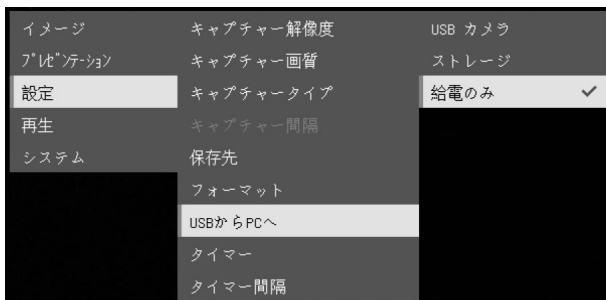 イメージ
プレゼンテーション
設定
再生
システム
キャプチャー解像度
キャプチャー画質
キャプチャータイプ
キャプチャー間隔
保存先
フォーマット
USBからPCへ
タイマー
タイマー間隔
USB カメラ
ストレージ
給電のみ